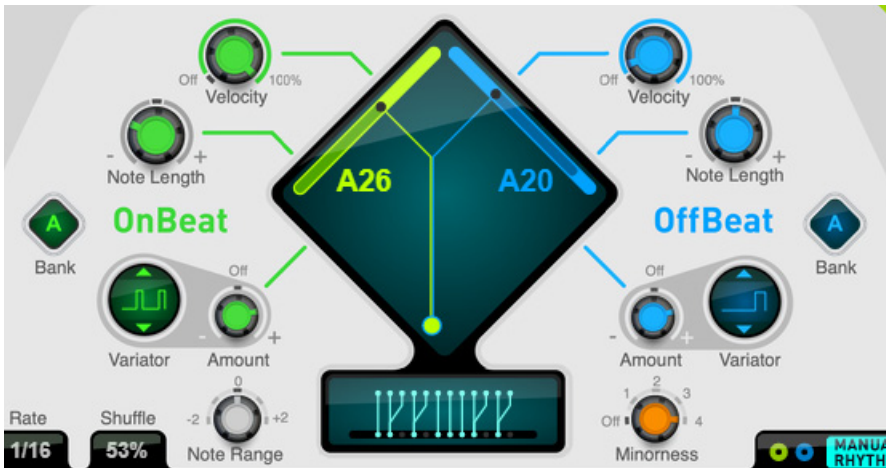 Off 100%
Velocity
- +
Note Length
A
Bank
OnBeat
Off
- +
Variator
Amount
0
-2 +2
Note Range
Rate
1/16
Shuffle
53%
A26
A20
Off 100%
Velocity
- +
Note Length
OffBeat
A
Bank
Off
- +
Amount
Variator
1 2 3
Off 4
Minorness
MANUA
RHYTH